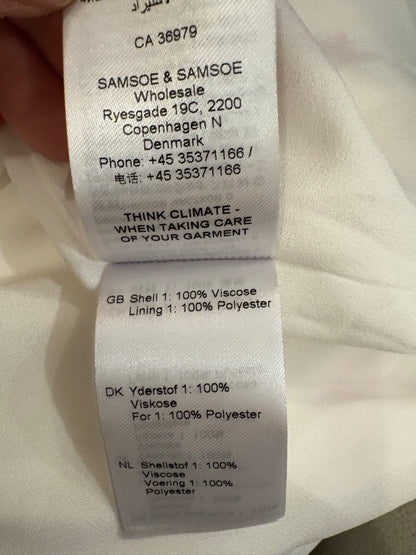 CA 36979
SAMSOE & SAMSOE
Wholesale
Ryesgade 19C, 2200
Copenhagen N
Denmark
Phone: +45 35371166 /
电话: +45 35371166
THINK CLIMATE -
WHEN TAKING CARE
OF YOUR GARMENT
GB Shell 1: 100% Viscose
Lining 1: 100% Polyester
DK Yderstof 1: 100%
Viskose
For 1: 100% Polyester
NL Shellstof 1: 100%
Viscose
Voering 1: 100%
Polyester